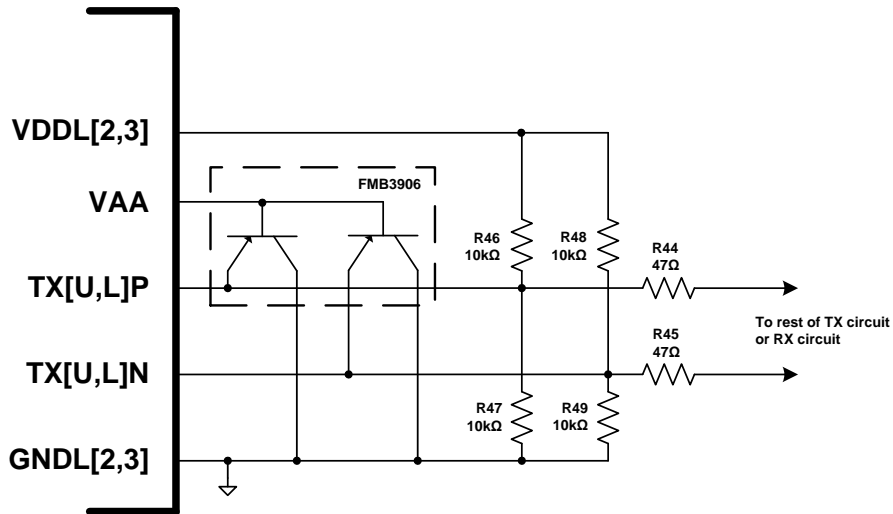 VDDL[2,3]
FMB3906
VAA
R46
10kΩ
R48
10kΩ
R44
47Ω
TX[U,L]P
To rest of TX circuit
or RX circuit
R45
47Ω
TX[U,L]N
R47
10kΩ
R49
10kΩ
GNDL[2,3]